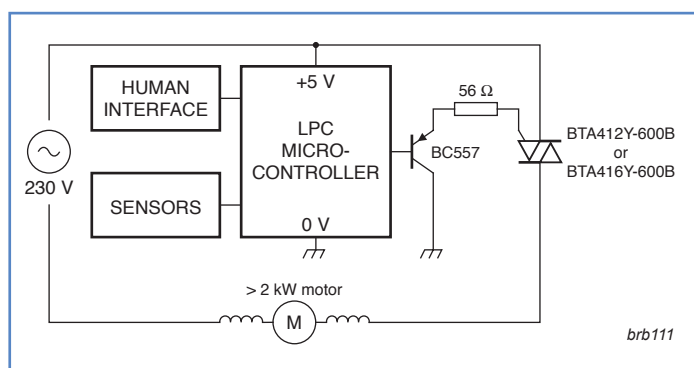 HUMAN
INTERFACE
SENSORS
230 V
+5 V
LPC
MICRO-
CONTROLLER
0 V
BC557
56 Ω
BTA412Y-600B
or
BTA416Y-600B
> 2 kW motor
M
brb111